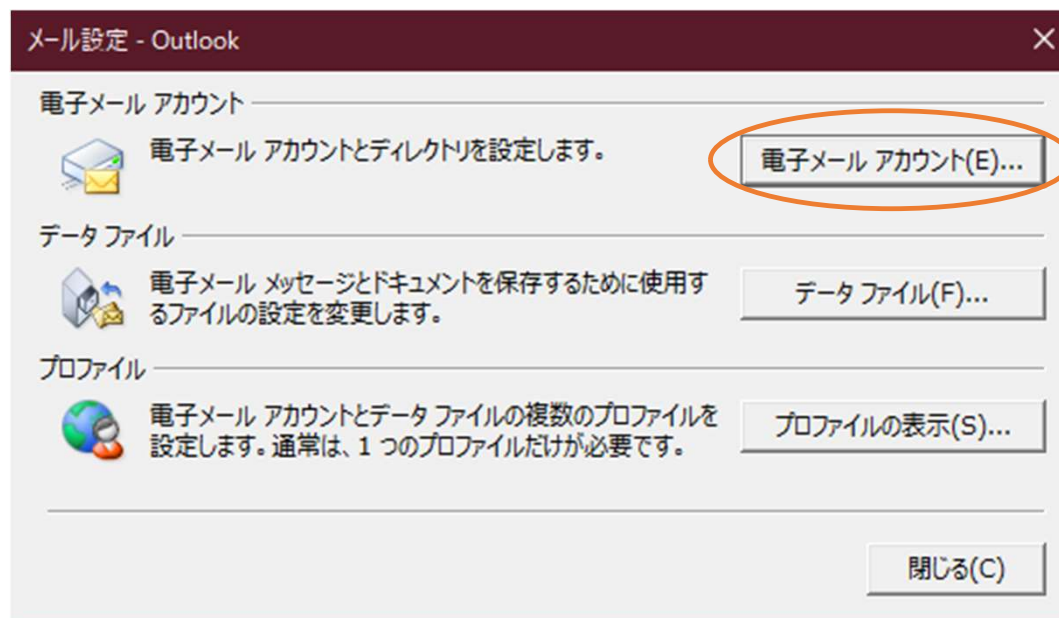 メール設定 - Outlook
電子メール アカウント
電子メール アカウントとディレクトリを設定します。
電子メール アカウント(E)...
データ ファイル
電子メール メッセージとドキュメントを保存するために使用す
るファイルの設定を変更します。
データ ファイル(F)...
プロファイル
電子メール アカウントとデータ ファイルの複数のプロファイルを
設定します。通常は、1 つのプロファイルだけが必要です。
プロファイルの表示(S)...
閉じる(C)